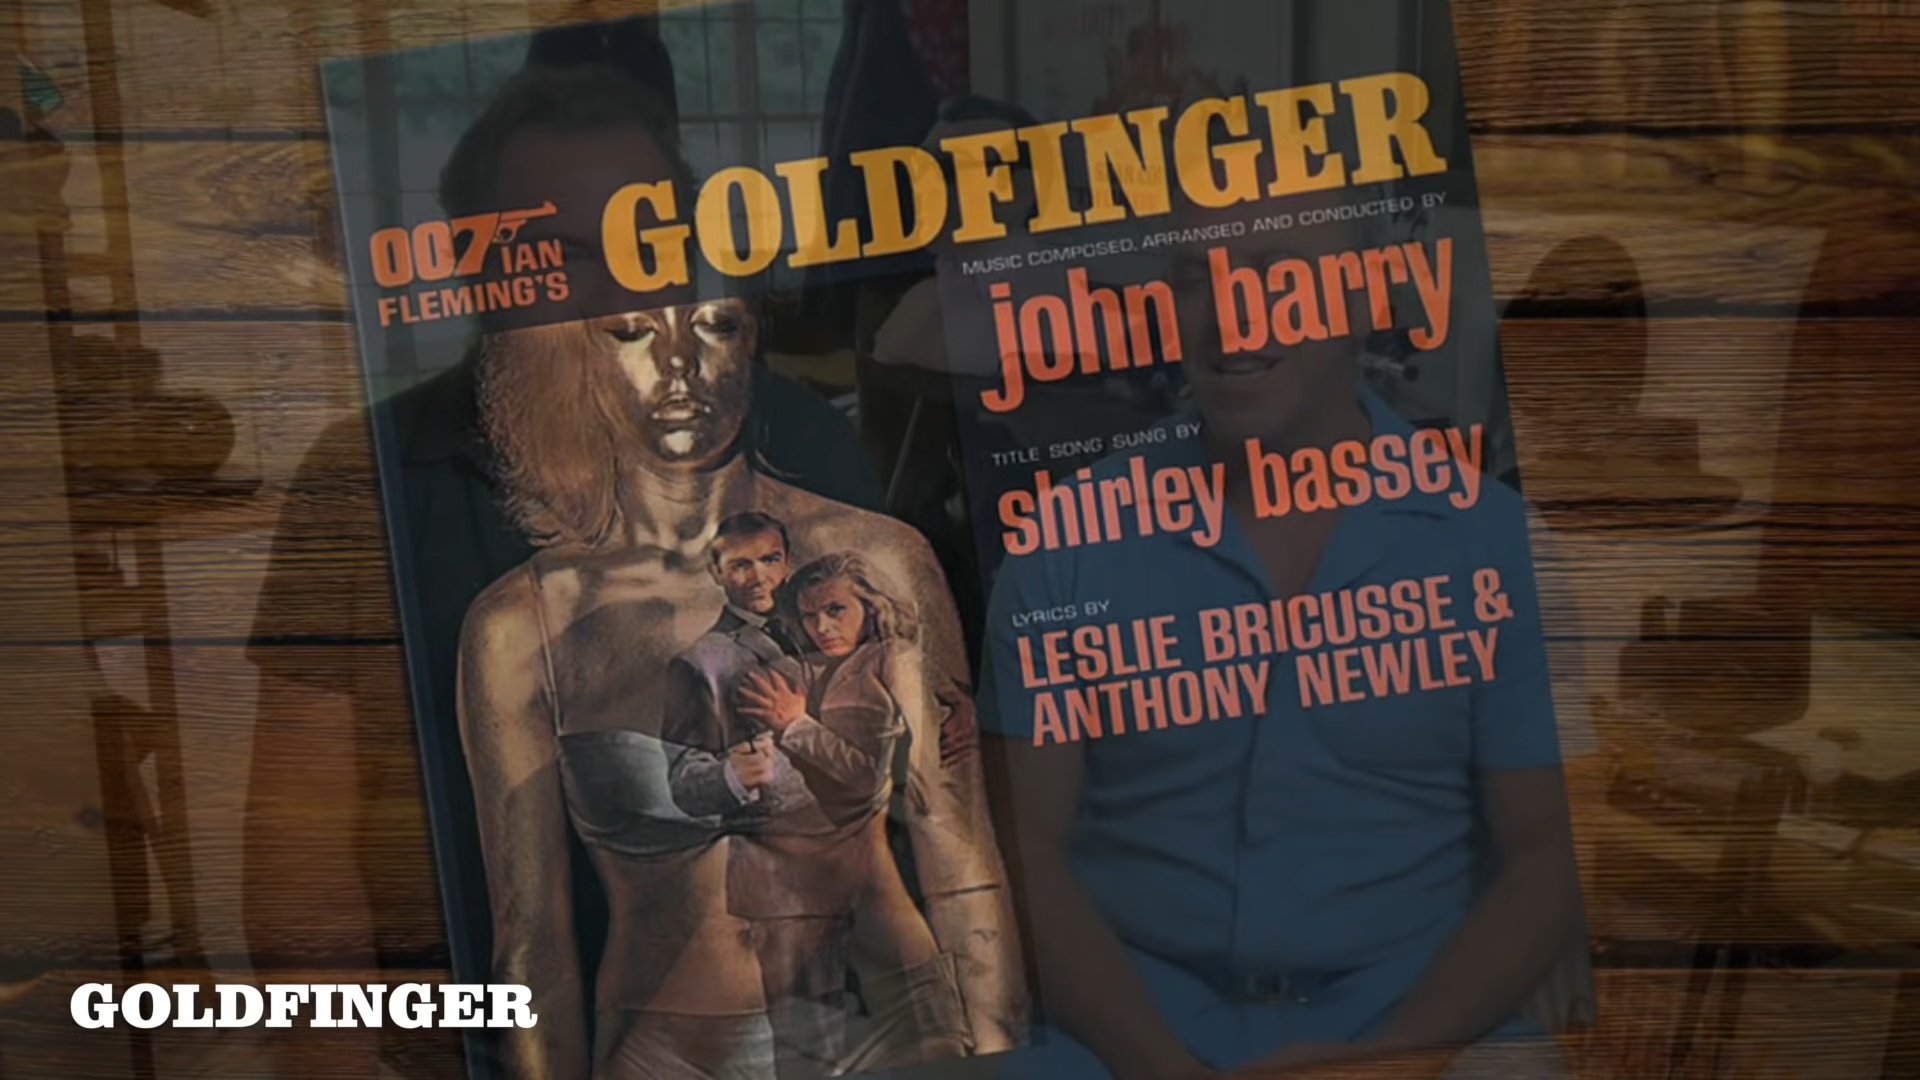 GOLDFINGER
007
IAN
FLEMING'S
MUSIC COMPOSED, ARRANGED AND CONDUCTED BY
john barry
TITLE SONG SUNG BY
shirley bassey
LYRICS BY
LESLIE BRICUSSE &
ANTHONY NEWLEY
GOLDFINGER